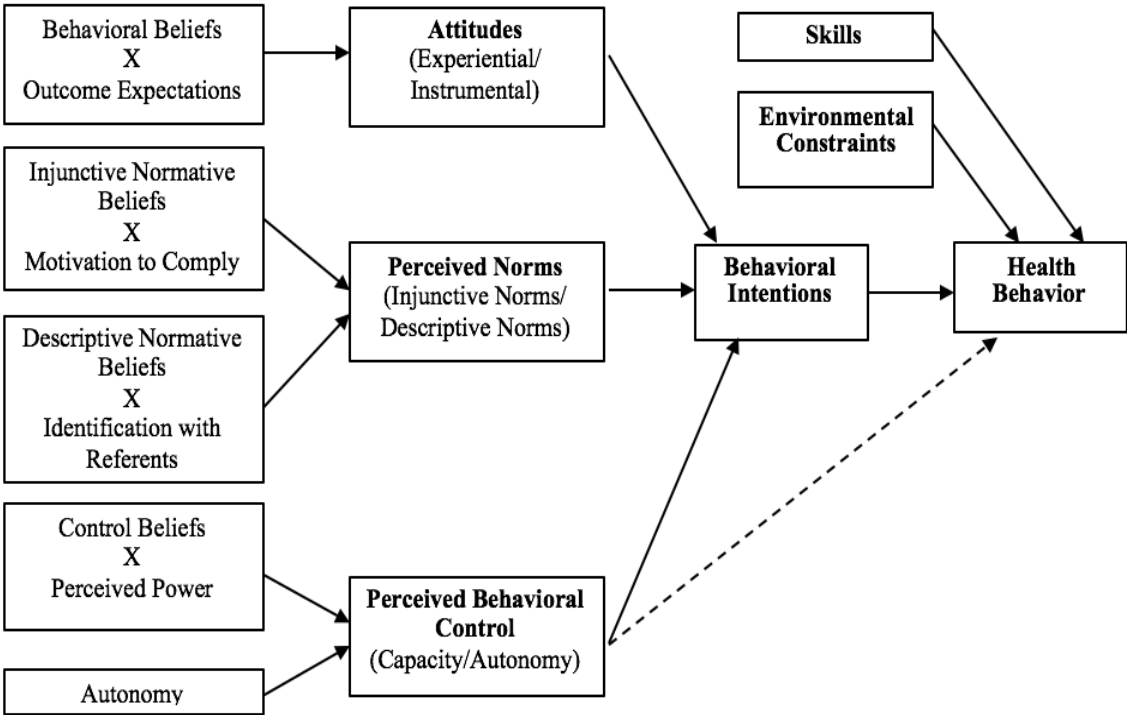 Behavioral Beliefs
X
Outcome Expectations
Attitudes
(Experiential/
Instrumental)
Skills
Environmental
Constraints
Injunctive Normative
Beliefs
X
Motivation to Comply
Perceived Norms
(Injunctive Norms/
Descriptive Norms)
Behavioral
Intentions
Health
Behavior
Descriptive Normative
Beliefs
X
Identification with
Referents
Control Beliefs
X
Perceived Power
Perceived Behavioral
Control
(Capacity/Autonomy)
Autonomy